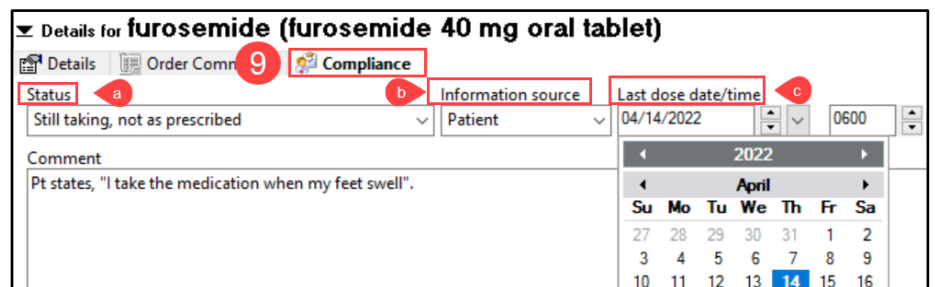 Details for furosemide (furosemide 40 mg oral tablet)
Details Order Comm 9 Compliance
Status a b Information source Last dose date/time c
Still taking, not as prescribed Patient 04/14/2022 0600
Comment 2022
Pt states, "I take the medication when my feet swell".
April
Su Mo Tu We Th Fr Sa
27 28 29 30 31 1 2
3 4 5 6 7 8 9
10 11 12 13 14 15 16